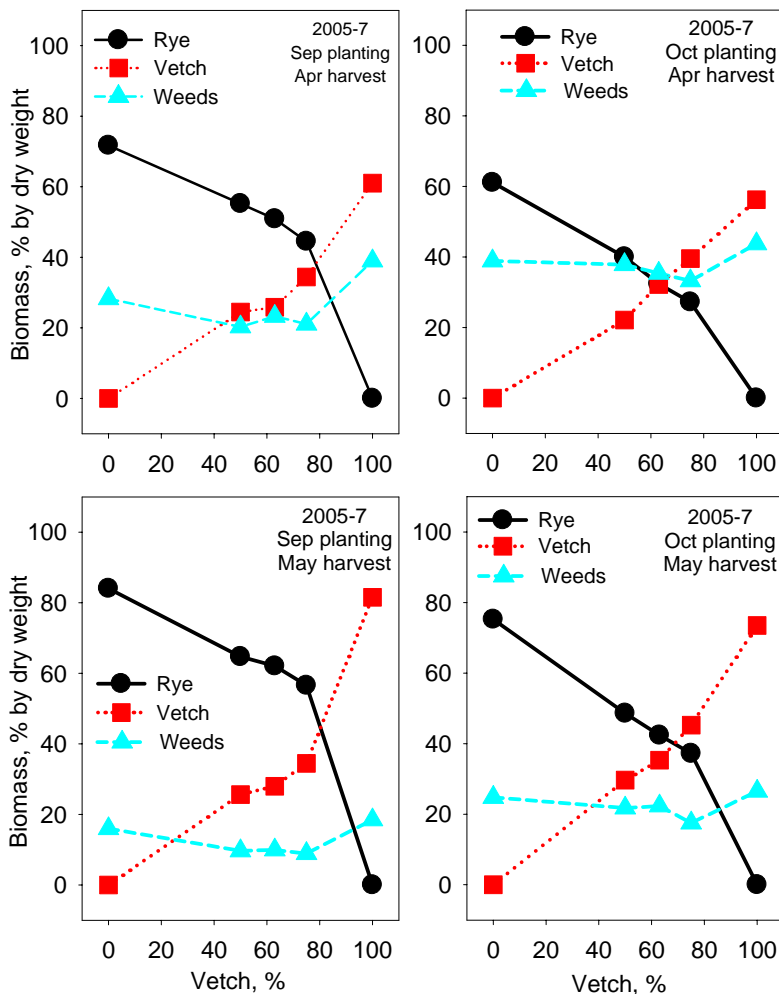 2005-7
Sep planting
Apr harvest
Rye
Vetch
Weeds
Biomass, % by dry weight
100
80
60
40
20
0
0 20 40 60 80 100
2005-7
Oct planting
Apr harvest
Rye
Vetch
Weeds
100
80
60
40
20
0
0 20 40 60 80 100
2005-7
Sep planting
May harvest
Rye
Vetch
Weeds
Biomass, % by dry weight
100
80
60
40
20
0
0 20 40 60 80 100
Vetch, %
2005-7
Oct planting
May harvest
Rye
Vetch
Weeds
100
80
60
40
20
0
0 20 40 60 80 100
Vetch, %